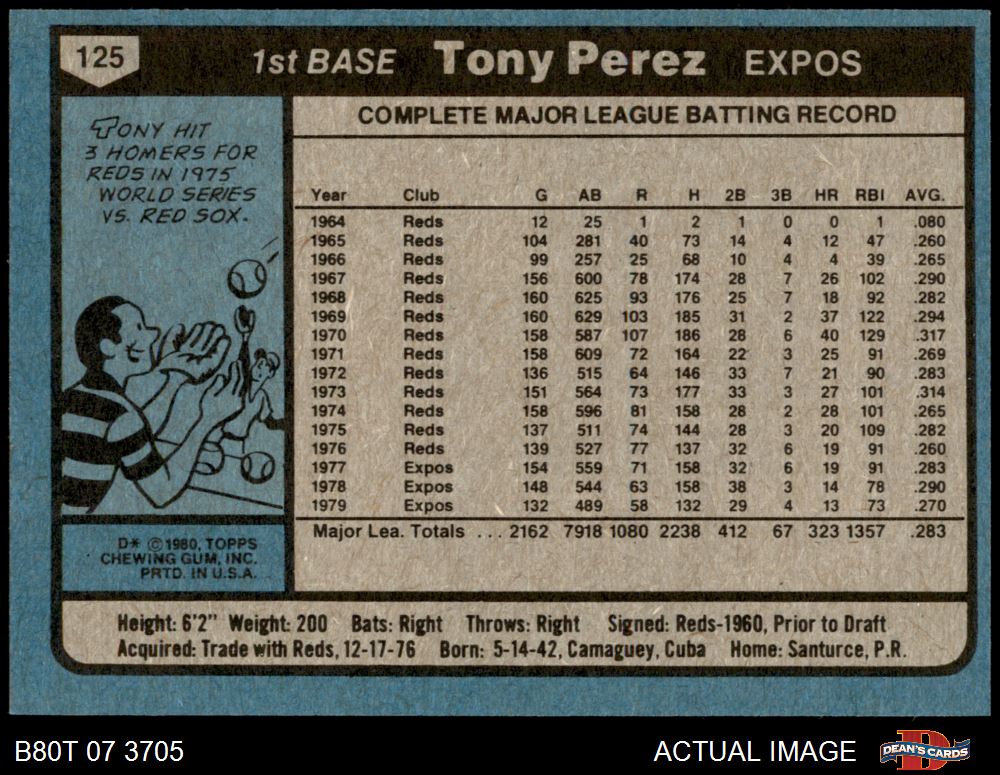 125
1st BASE Tony Perez EXPOS
TONY HIT
3 HOMERS FOR
REDS IN 1975
WORLD SERIES
VS. RED SOX.
D* © 1980, TOPPS
CHEWING GUM, INC.
PRTD. IN U.S.A.
COMPLETE MAJOR LEAGUE BATTING RECORD
Year Club G AB R H 2B 3B HR RBI AVG.
1964 Reds 12 25 1 2 1 0 0 1 .080
1965 Reds 104 281 40 73 14 4 12 47 .260
1966 Reds 99 257 25 68 10 4 4 39 .265
1967 Reds 156 600 78 174 28 7 26 102 .290
1968 Reds 160 625 93 176 25 7 18 92 .282
1969 Reds 160 629 103 185 31 2 37 122 .294
1970 Reds 158 587 107 186 28 6 40 129 .317
1971 Reds 158 609 72 164 22 3 25 91 .269
1972 Reds 136 515 64 146 33 7 21 90 .283
1973 Reds 151 564 73 177 33 3 27 101 .314
1974 Reds 158 596 81 158 28 2 28 101 .265
1975 Reds 137 511 74 144 28 3 20 109 .282
1976 Reds 139 527 77 137 32 6 19 91 .260
1977 Expos 154 559 71 158 32 6 19 91 .283
1978 Expos 148 544 63 158 38 3 14 78 .290
1979 Expos 132 489 58 132 29 4 13 73 .270
Major Lea. Totals . . . 2162 7918 1080 2238 412 67 323 1357 .283
Height: 6'2" Weight: 200 Bats: Right Throws: Right Signed: Reds-1960, Prior to Draft
Acquired: Trade with Reds, 12-17-76 Born: 5-14-42, Camaguey, Cuba Home: Santurce, P.R.
B80T 07 3705 ACTUAL IMAGE DEAN'S CARDS